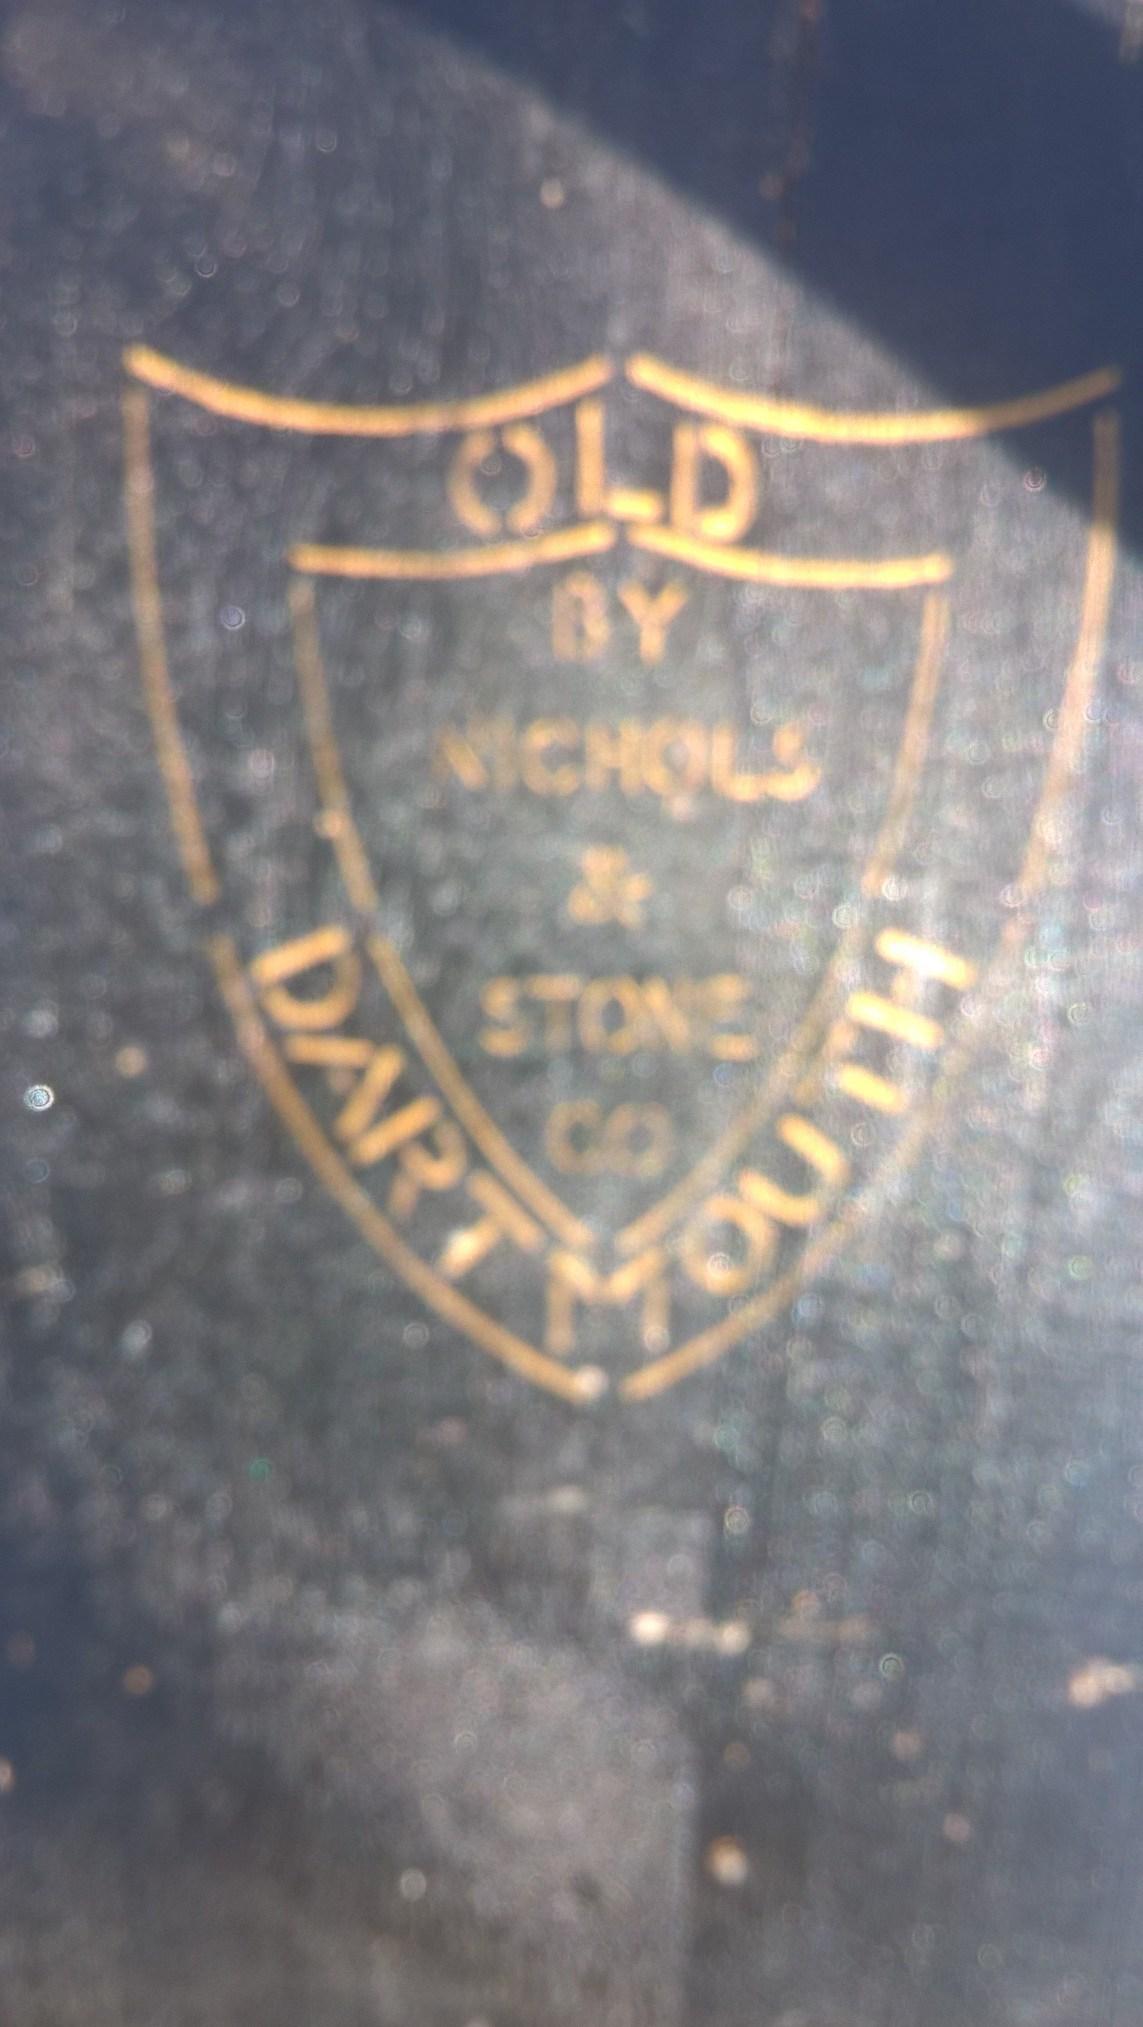 OLD
BY
NICHOLS
&
STONE
CO
DARTMOUTH